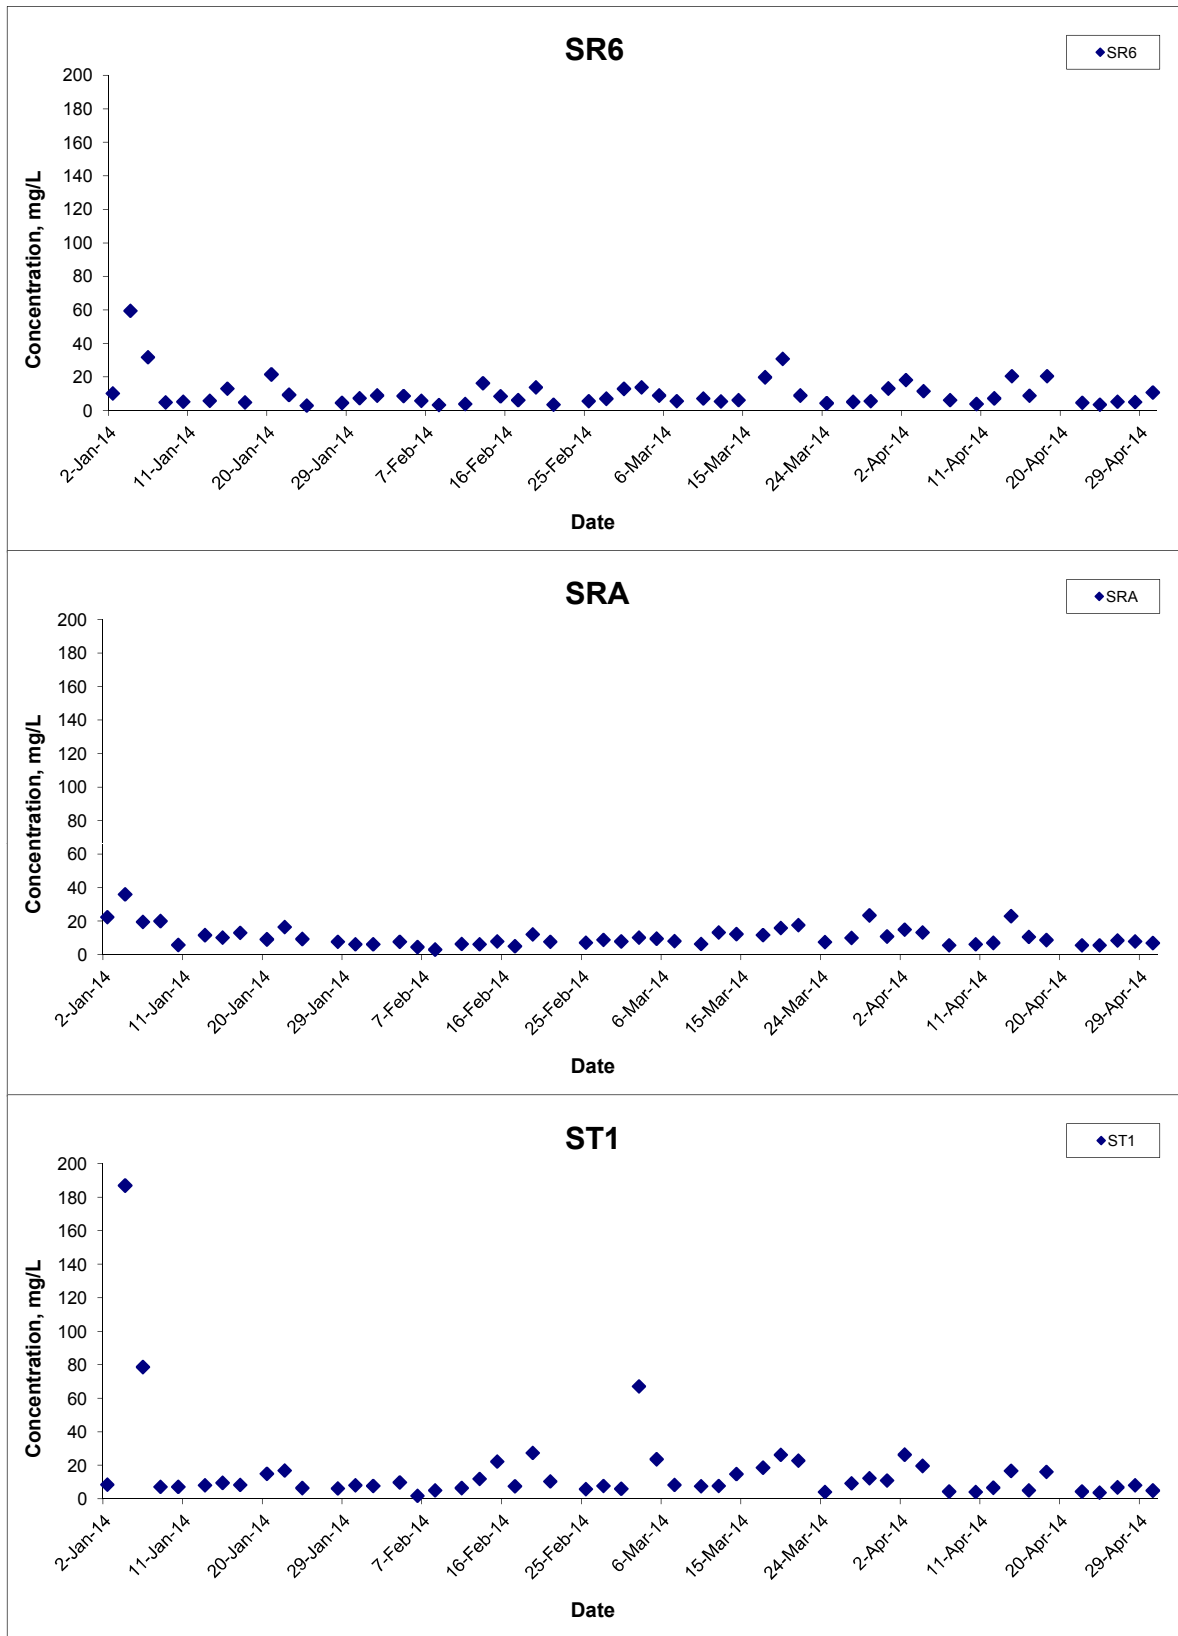 SR6
SR6
200
180
160
140
120
100
80
60
40
20
0
Concentration, mg/L
2-Jan-14
11-Jan-14
20-Jan-14
29-Jan-14
7-Feb-14
16-Feb-14
25-Feb-14
6-Mar-14
15-Mar-14
24-Mar-14
2-Apr-14
11-Apr-14
20-Apr-14
29-Apr-14
Date
SRA
SRA
200
180
160
140
120
100
80
60
40
20
0
Concentration, mg/L
2-Jan-14
11-Jan-14
20-Jan-14
29-Jan-14
7-Feb-14
16-Feb-14
25-Feb-14
6-Mar-14
15-Mar-14
24-Mar-14
2-Apr-14
11-Apr-14
20-Apr-14
29-Apr-14
Date
ST1
ST1
200
180
160
140
120
100
80
60
40
20
0
Concentration, mg/L
2-Jan-14
11-Jan-14
20-Jan-14
29-Jan-14
7-Feb-14
16-Feb-14
25-Feb-14
6-Mar-14
15-Mar-14
24-Mar-14
2-Apr-14
11-Apr-14
20-Apr-14
29-Apr-14
Date